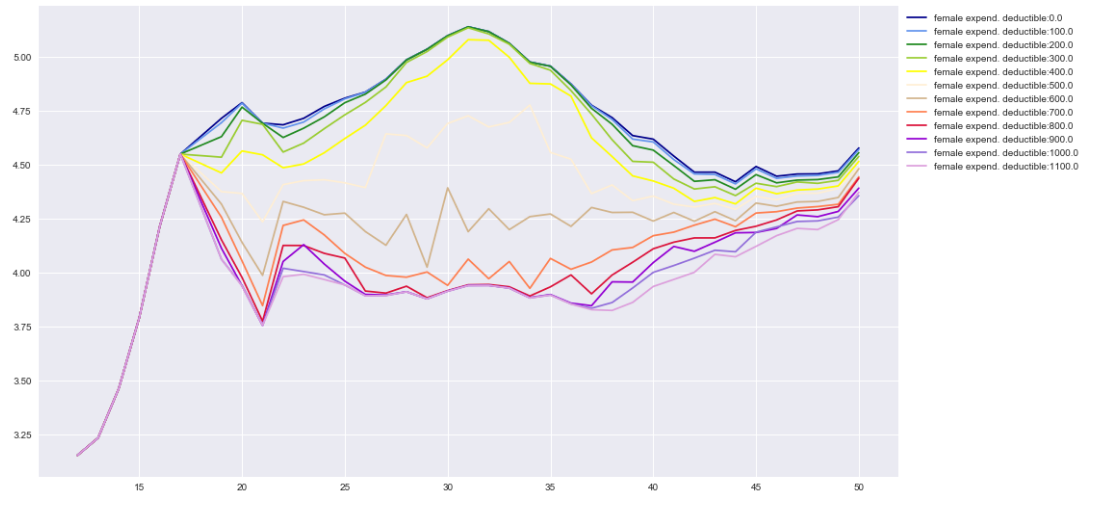 5.00
4.75
4.50
4.25
4.00
3.75
3.50
3.25
15 20 25 30 35 40 45 50
female expend. deductible:0.0
female expend. deductible:100.0
female expend. deductible:200.0
female expend. deductible:300.0
female expend. deductible:400.0
female expend. deductible:500.0
female expend. deductible:600.0
female expend. deductible:700.0
female expend. deductible:800.0
female expend. deductible:900.0
female expend. deductible:1000.0
female expend. deductible:1100.0